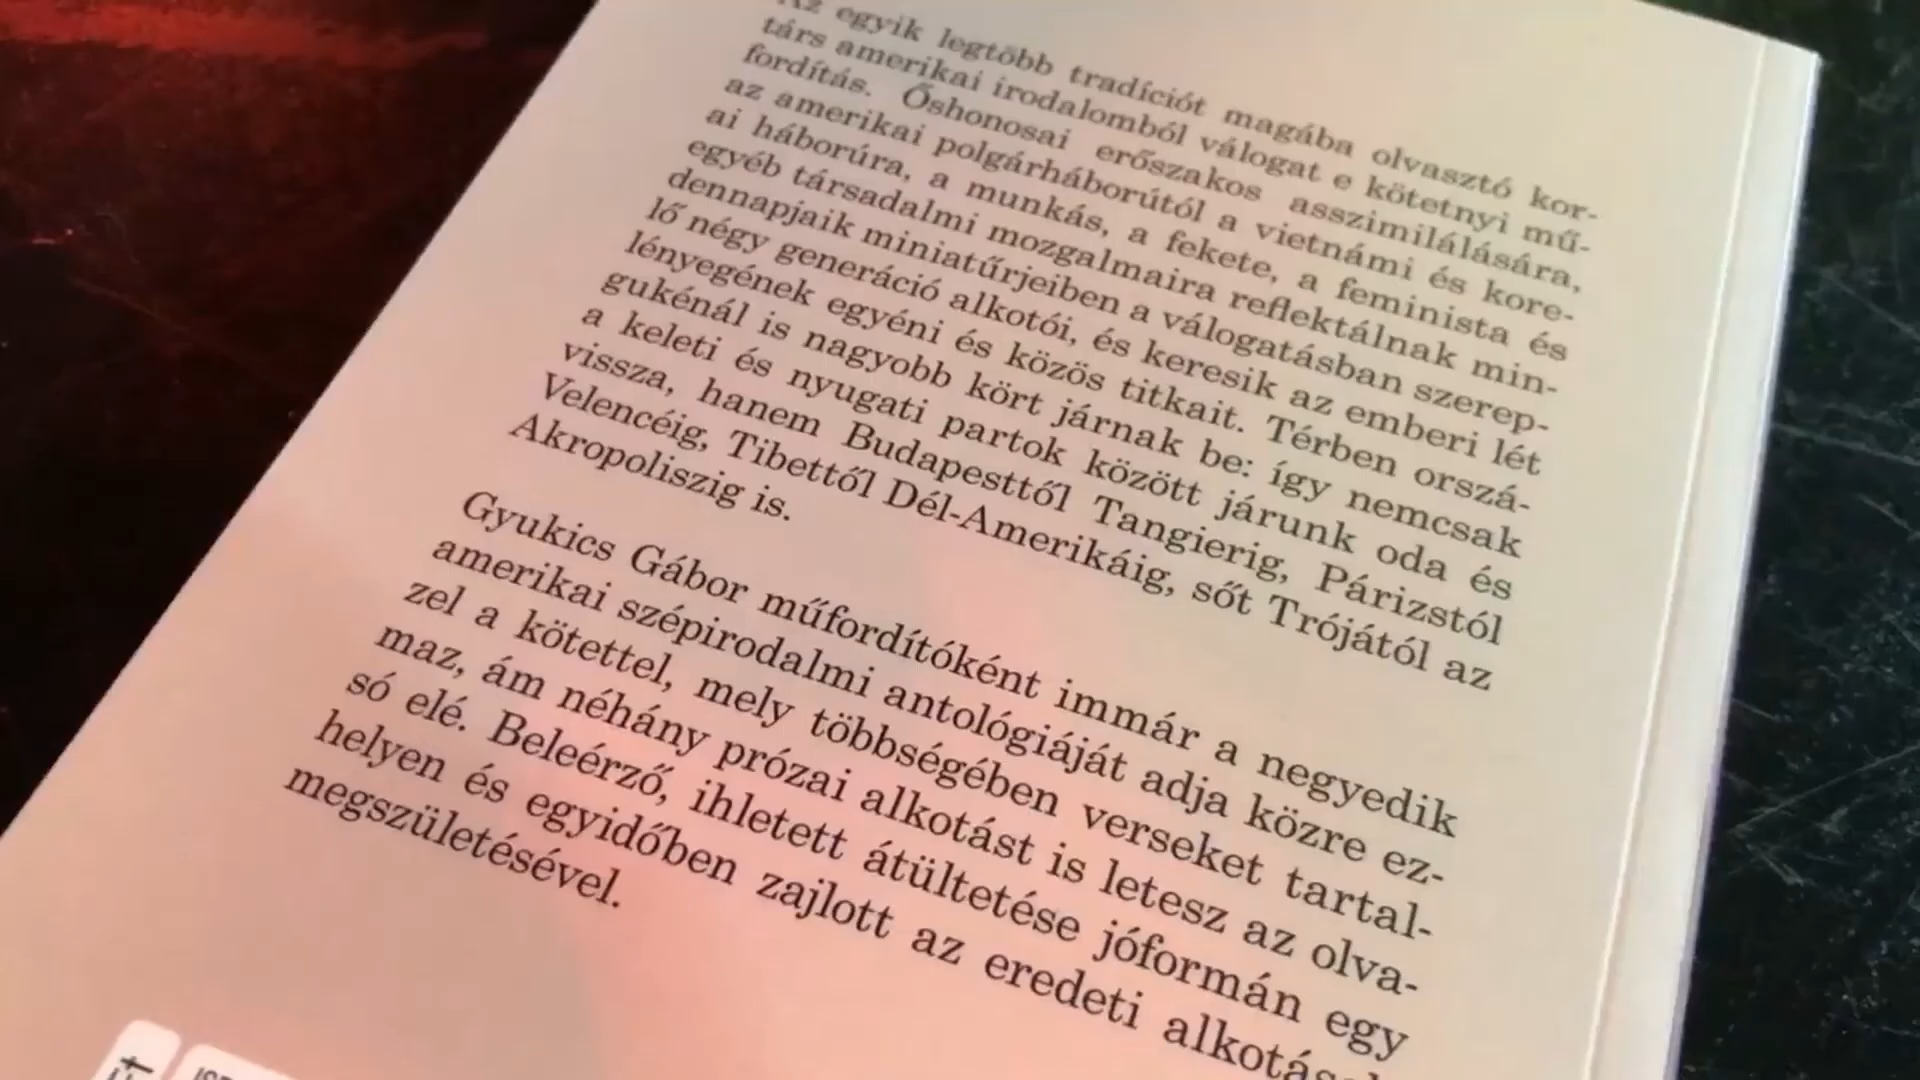 Az egyik legtöbb tradíciót magába olvasztó kor-
társ amerikai irodalomból válogat e kötetnyi mű-
fordítás. Őshonosai erőszakos asszimilálására,
az amerikai polgárháborútól a vietnámi és kore-
ai háborúra, a munkás, a fekete, a feminista és
egyéb társadalmi mozgalmaira reflektálnak min-
dennapjaik miniatűrjeiben a válogatásban szerep-
lő négy generáció alkotói, és keresik az emberi lét
lényegének egyéni és közös titkait. Térben orszá-
gukénál is nagyobb kört járnak be: így nemcsak
a keleti és nyugati partok között járunk oda és
vissza, hanem Budapesttől Tangierig, Párizstól
Velencéig, Tibettől Dél-Amerikáig, sőt Trójától az
Akropoliszig is.
Gyukics Gábor műfordítóként immár a negyedik
amerikai szépirodalmi antológiáját adja közre ez-
zel a kötettel, mely többségében verseket tartal-
maz, ám néhány prózai alkotást is letesz az olva-
só elé. Beleérző, ihletett átültetése jóformán egy
helyen és egyidőben zajlott az eredeti
megszületésével.